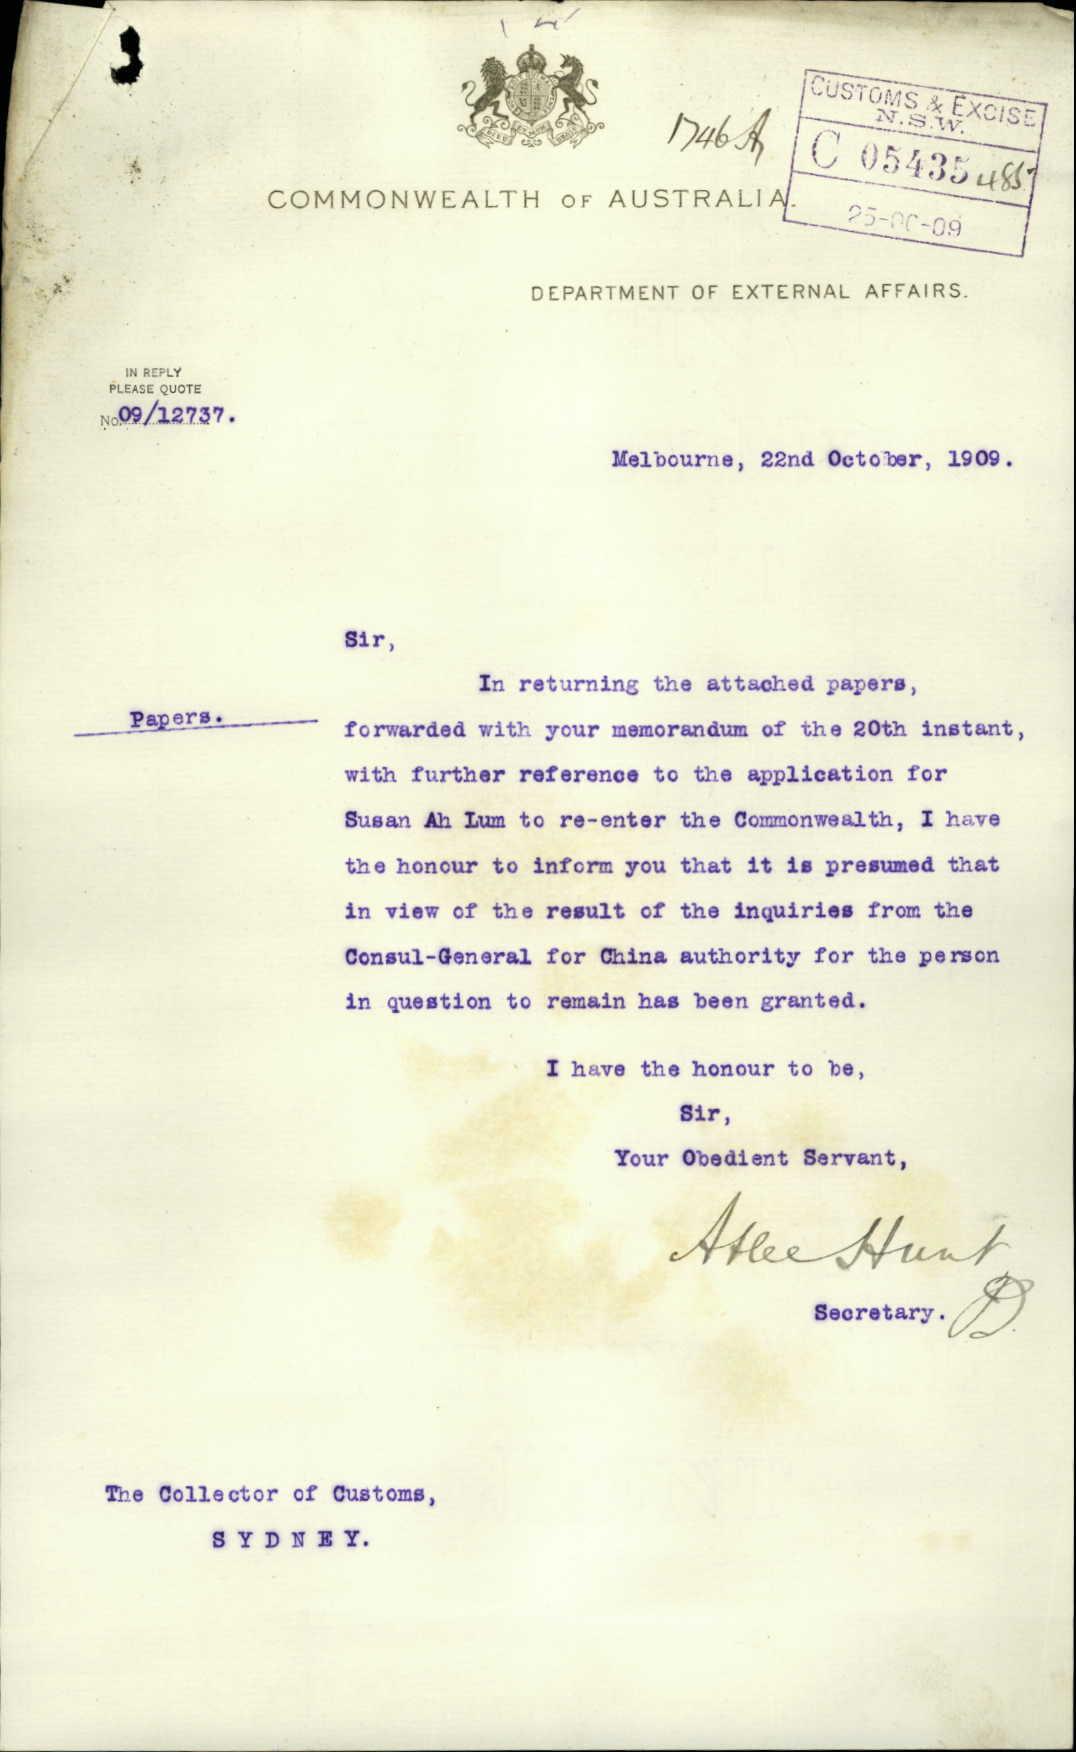 1746A
CUSTOMS & EXCISE
N.S.W.
C 05435 485
25-OC-09
COMMONWEALTH OF AUSTRALIA.
DEPARTMENT OF EXTERNAL AFFAIRS.
IN REPLY
PLEASE QUOTE
No. 09/12737.
Melbourne, 22nd October, 1909.
Sir,
In returning the attached papers,
Papers.
forwarded with your memorandum of the 20th instant,
with further reference to the application for
Susan Ah Lum to re-enter the Commonwealth, I have
the honour to inform you that it is presumed that
in view of the result of the inquiries from the
Consul-General for China authority for the person
in question to remain has been granted.
I have the honour to be,
Sir,
Your Obedient Servant,
Atlee Hunt
Secretary.
The Collector of Customs,
S Y D N E Y.